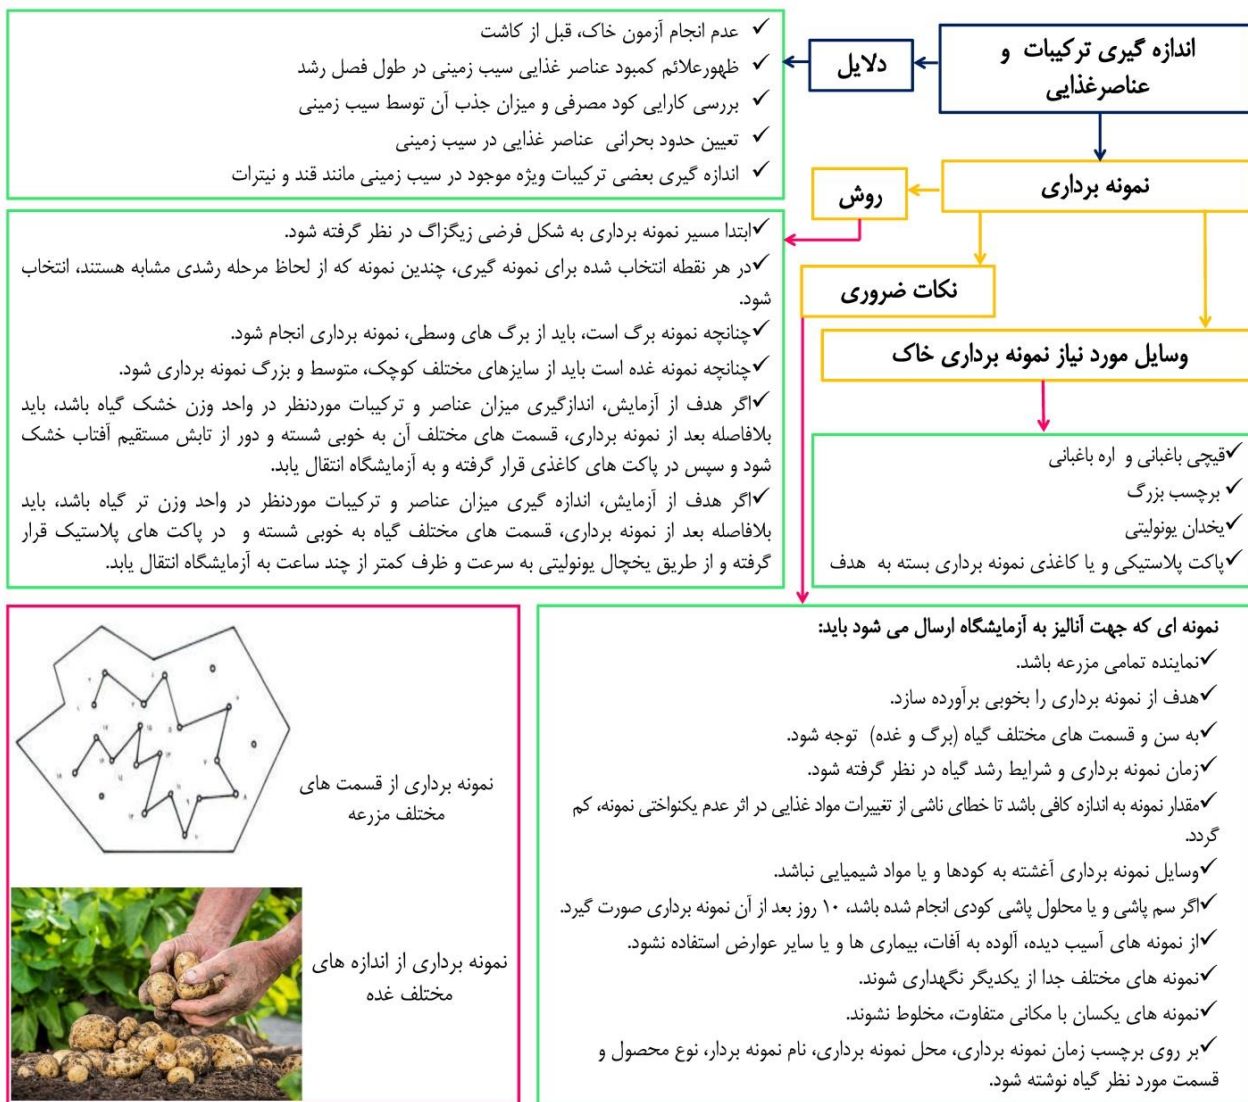 اندازه گیری ترکیبات و
عناصرغذایی
دلایل
✓ عدم انجام آزمون خاک، قبل از کاشت
✓ ظهورعلائم کمبود عناصر غذایی سیب زمینی در طول فصل رشد
✓ بررسی کارایی کود مصرفی و میزان جذب آن توسط سیب زمینی
✓ تعیین حدود بحرانی عناصر غذایی در سیب زمینی
✓ اندازه گیری بعضی ترکیبات ویژه موجود در سیب زمینی مانند قند و نیترات
نمونه برداری
روش
✓ابتدا مسیر نمونه برداری به شکل فرضی زیگزاگ در نظر گرفته شود.
✓در هر نقطه انتخاب شده برای نمونه گیری، چندین نمونه که از لحاظ مرحله رشدی مشابه هستند، انتخاب
شود.
✓چنانچه نمونه برگ است، باید از برگ های وسطی، نمونه برداری انجام شود.
✓چنانچه نمونه غده است باید از سایزهای مختلف کوچک، متوسط و بزرگ نمونه برداری شود.
✓اگر هدف از آزمایش، اندازگیری میزان عناصر و ترکیبات موردنظر در واحد وزن خشک گیاه باشد، باید
بلافاصله بعد از نمونه برداری، قسمت های مختلف آن به خوبی شسته و دور از تابش مستقیم آفتاب خشک
شود و سپس در پاکت های کاغذی قرار گرفته و به آزمایشگاه انتقال یابد.
✓اگر هدف از آزمایش، اندازه گیری میزان عناصر و ترکیبات موردنظر در واحد وزن تر گیاه باشد، باید
بلافاصله بعد از نمونه برداری، قسمت های مختلف گیاه به خوبی شسته و در پاکت های پلاستیک قرار
گرفته و از طریق یخچال یونولیتی به سرعت و ظرف کمتر از چند ساعت به آزمایشگاه انتقال یابد.
نکات ضروری
وسایل مورد نیاز نمونه برداری خاک
✓قیچی باغبانی و اره باغبانی
✓ برچسب بزرگ
✓یخدان یونولیتی
✓پاکت پلاستیکی و یا کاغذی نمونه برداری بسته به هدف
نمونه ای که جهت آنالیز به آزمایشگاه ارسال می شود باید:
✓نماینده تمامی مزرعه باشد.
✓هدف از نمونه برداری را بخوبی برآورده سازد.
✓به سن و قسمت های مختلف گیاه (برگ و غده) توجه شود.
✓زمان نمونه برداری و شرایط رشد گیاه در نظر گرفته شود.
✓مقدار نمونه به اندازه کافی باشد تا خطای ناشی از تغییرات مواد غذایی در اثر عدم یکنواختی نمونه، کم
گردد.
✓وسایل نمونه برداری آغشته به کودها و یا مواد شیمیایی نباشد.
✓اگر سم پاشی و یا محلول پاشی کودی انجام شده باشد، ۱۰ روز بعد از آن نمونه برداری صورت گیرد.
✓از نمونه های آسیب دیده، آلوده به آفات، بیماری ها و یا سایر عوارض استفاده نشود.
✓نمونه های مختلف جدا از یکدیگر نگهداری شوند.
✓نمونه های یکسان با مکانی متفاوت، مخلوط نشوند.
✓بر روی برچسب زمان نمونه برداری، محل نمونه برداری، نام نمونه بردار، نوع محصول و
قسمت مورد نظر گیاه نوشته شود.
نمونه برداری از قسمت های
مختلف مزرعه
نمونه برداری از اندازه های
مختلف غده